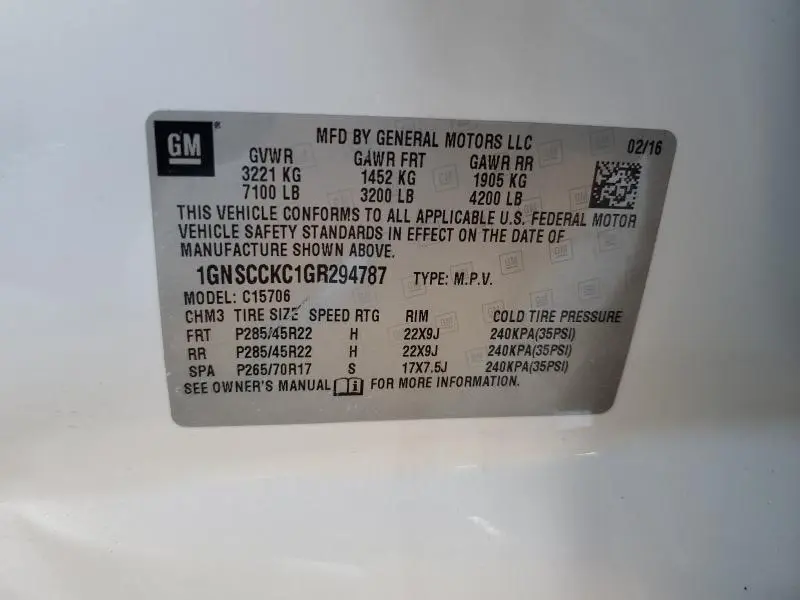 GM
MFD BY GENERAL MOTORS LLC 02/16
GVWR GAWR FRT GAWR RR
3221 KG 1452 KG 1905 KG
7100 LB 3200 LB 4200 LB
THIS VEHICLE CONFORMS TO ALL APPLICABLE U.S. FEDERAL MOTOR
VEHICLE SAFETY STANDARDS IN EFFECT ON THE DATE OF
MANUFACTURE SHOWN ABOVE.
1GNSCCKC1GR294787 TYPE: M.P.V.
MODEL: C15706
CHM3 TIRE SIZE SPEED RTG RIM COLD TIRE PRESSURE
FRT P285/45R22 H 22X9J 240KPA(35PSI)
RR P285/45R22 H 22X9J 240KPA(35PSI)
SPA P265/70R17 S 17X7.5J 240KPA(35PSI)
SEE OWNER'S MANUAL FOR MORE INFORMATION.